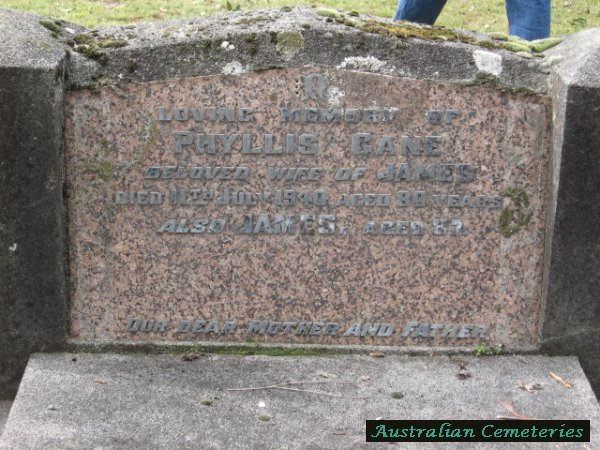 IN
LOVING MEMORY OF
PHYLLIS CANE
BELOVED WIFE OF JAMES
DIED 11TH JULY 1940, AGED 80 YEARS
ALSO JAMES, AGED 87.
OUR DEAR MOTHER AND FATHER
Australian Cemeteries